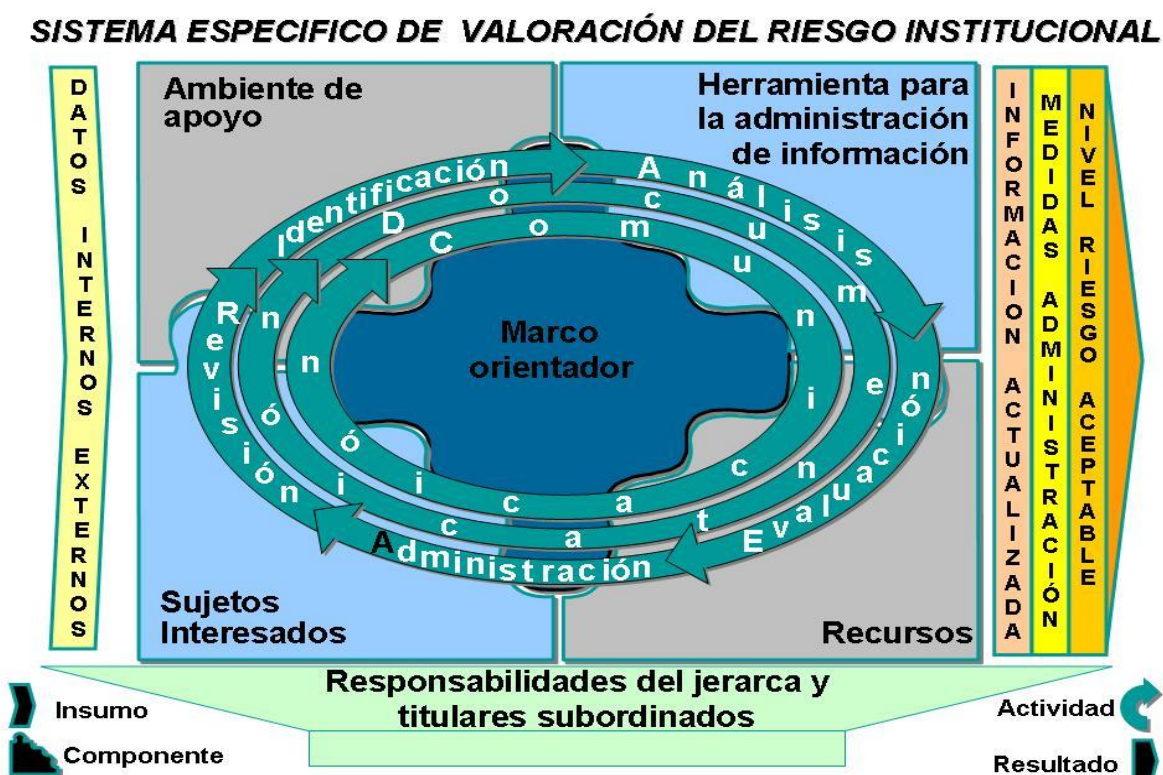 SISTEMA ESPECIFICO DE VALORACIÓN DEL RIESGO INSTITUCIONAL
DATOS INTERNOS EXTERNOS
Ambiente de
apoyo
Herramienta para
la administración
de información
Identificación
Análisis
Evaluación
Administración
Revisión
Documentación
Comunicación
Marco
orientador
Sujetos
Interesados
Recursos
INFORMACION ACTUALIZADA
MEDIDAS ADMINISTRACIÓN
NIVEL RIESGO ACEPTABLE
Responsabilidades del jerarca y
titulares subordinados
Insumo
Componente
Actividad
Resultado